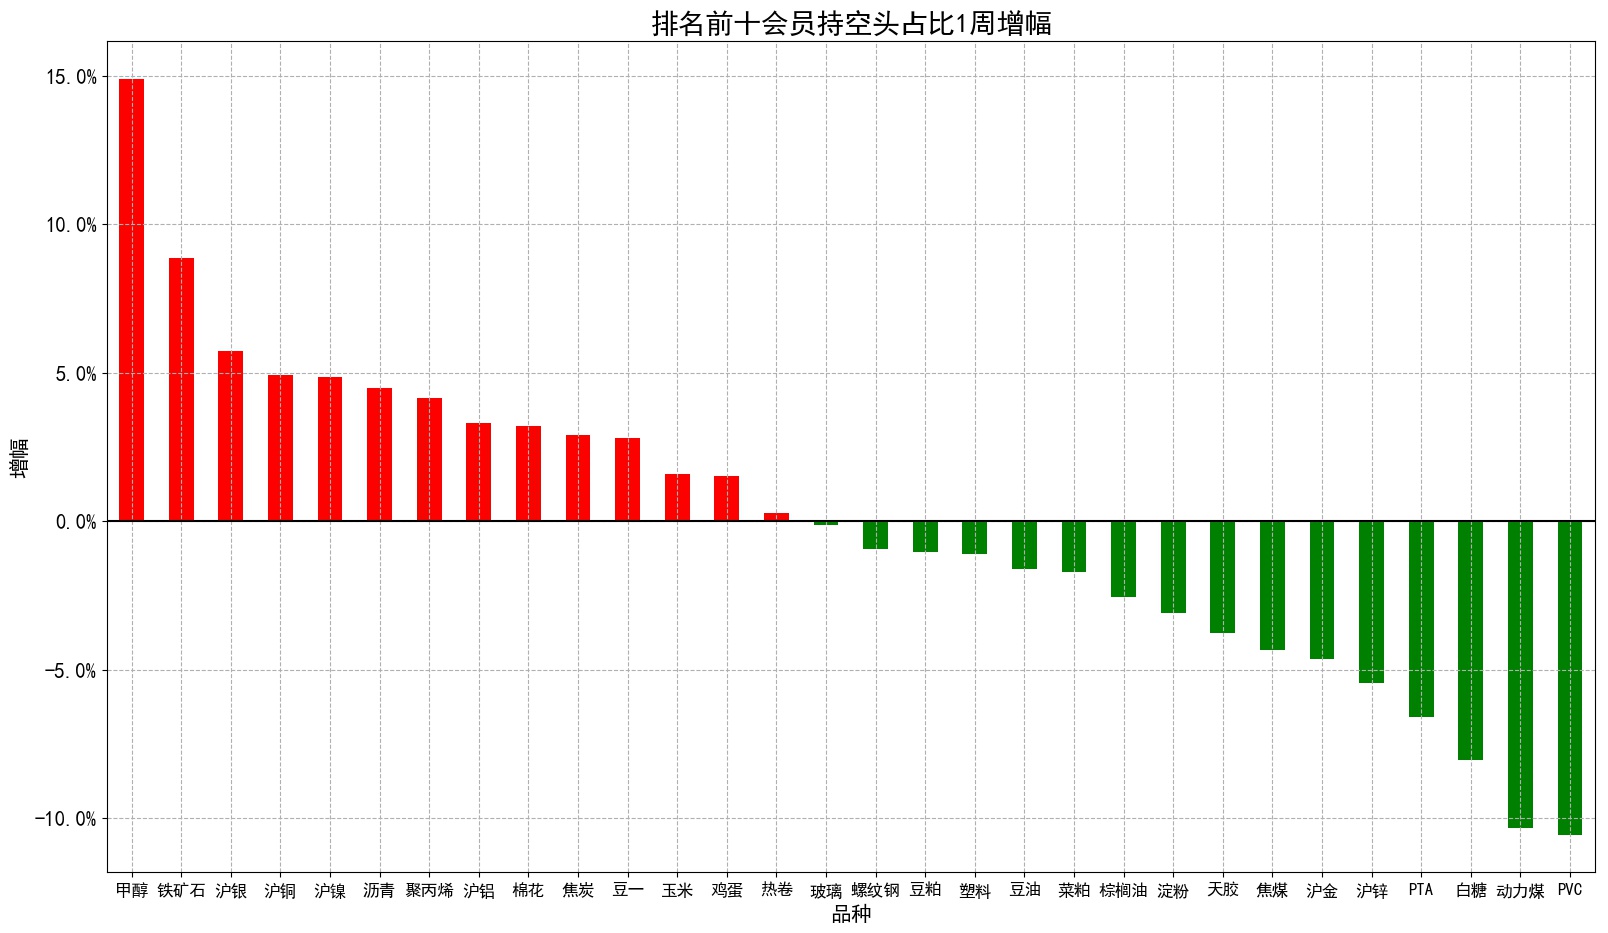 排名前十会员持空头占比1周增幅
15.0%
10.0%
5.0%
0.0%
−5.0%
−10.0%
增幅
甲醇 铁矿石 沪银 沪铜 沪镍 沥青 聚丙烯 沪铝 棉花 焦炭 豆一 玉米 鸡蛋 热卷 玻璃 螺纹钢 豆粕 塑料 豆油 菜粕 棕榈油 淀粉 天胶 焦煤 沪金 沪锌 PTA 白糖 动力煤 PVC
品种